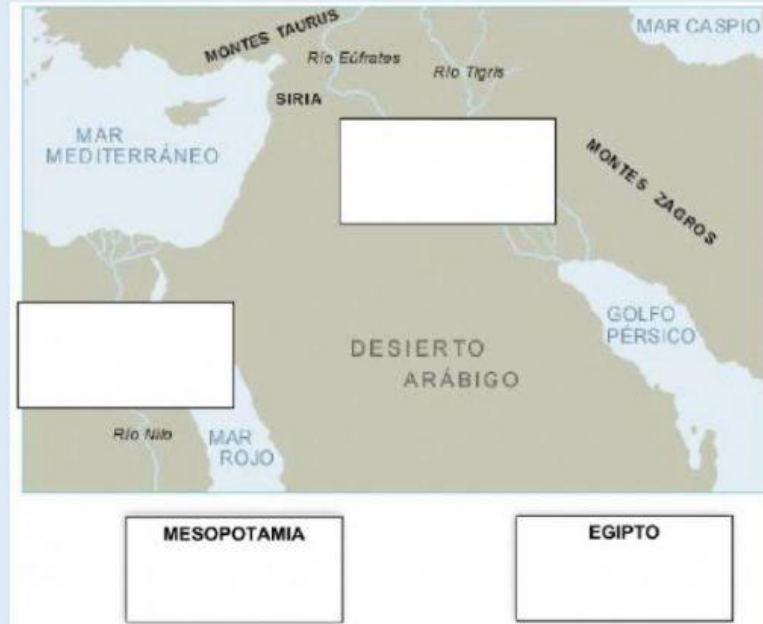 MONTES TAURUS
MAR CASPIO
Río Eúfrates
Río Tigris
SIRIA
MAR
MEDITERRÁNEO
MONTES ZAGROS
GOLFO
PÉRSICO
DESIERTO
ARÁBIGO
Río Nilo
MAR
ROJO
MESOPOTAMIA
EGIPTO